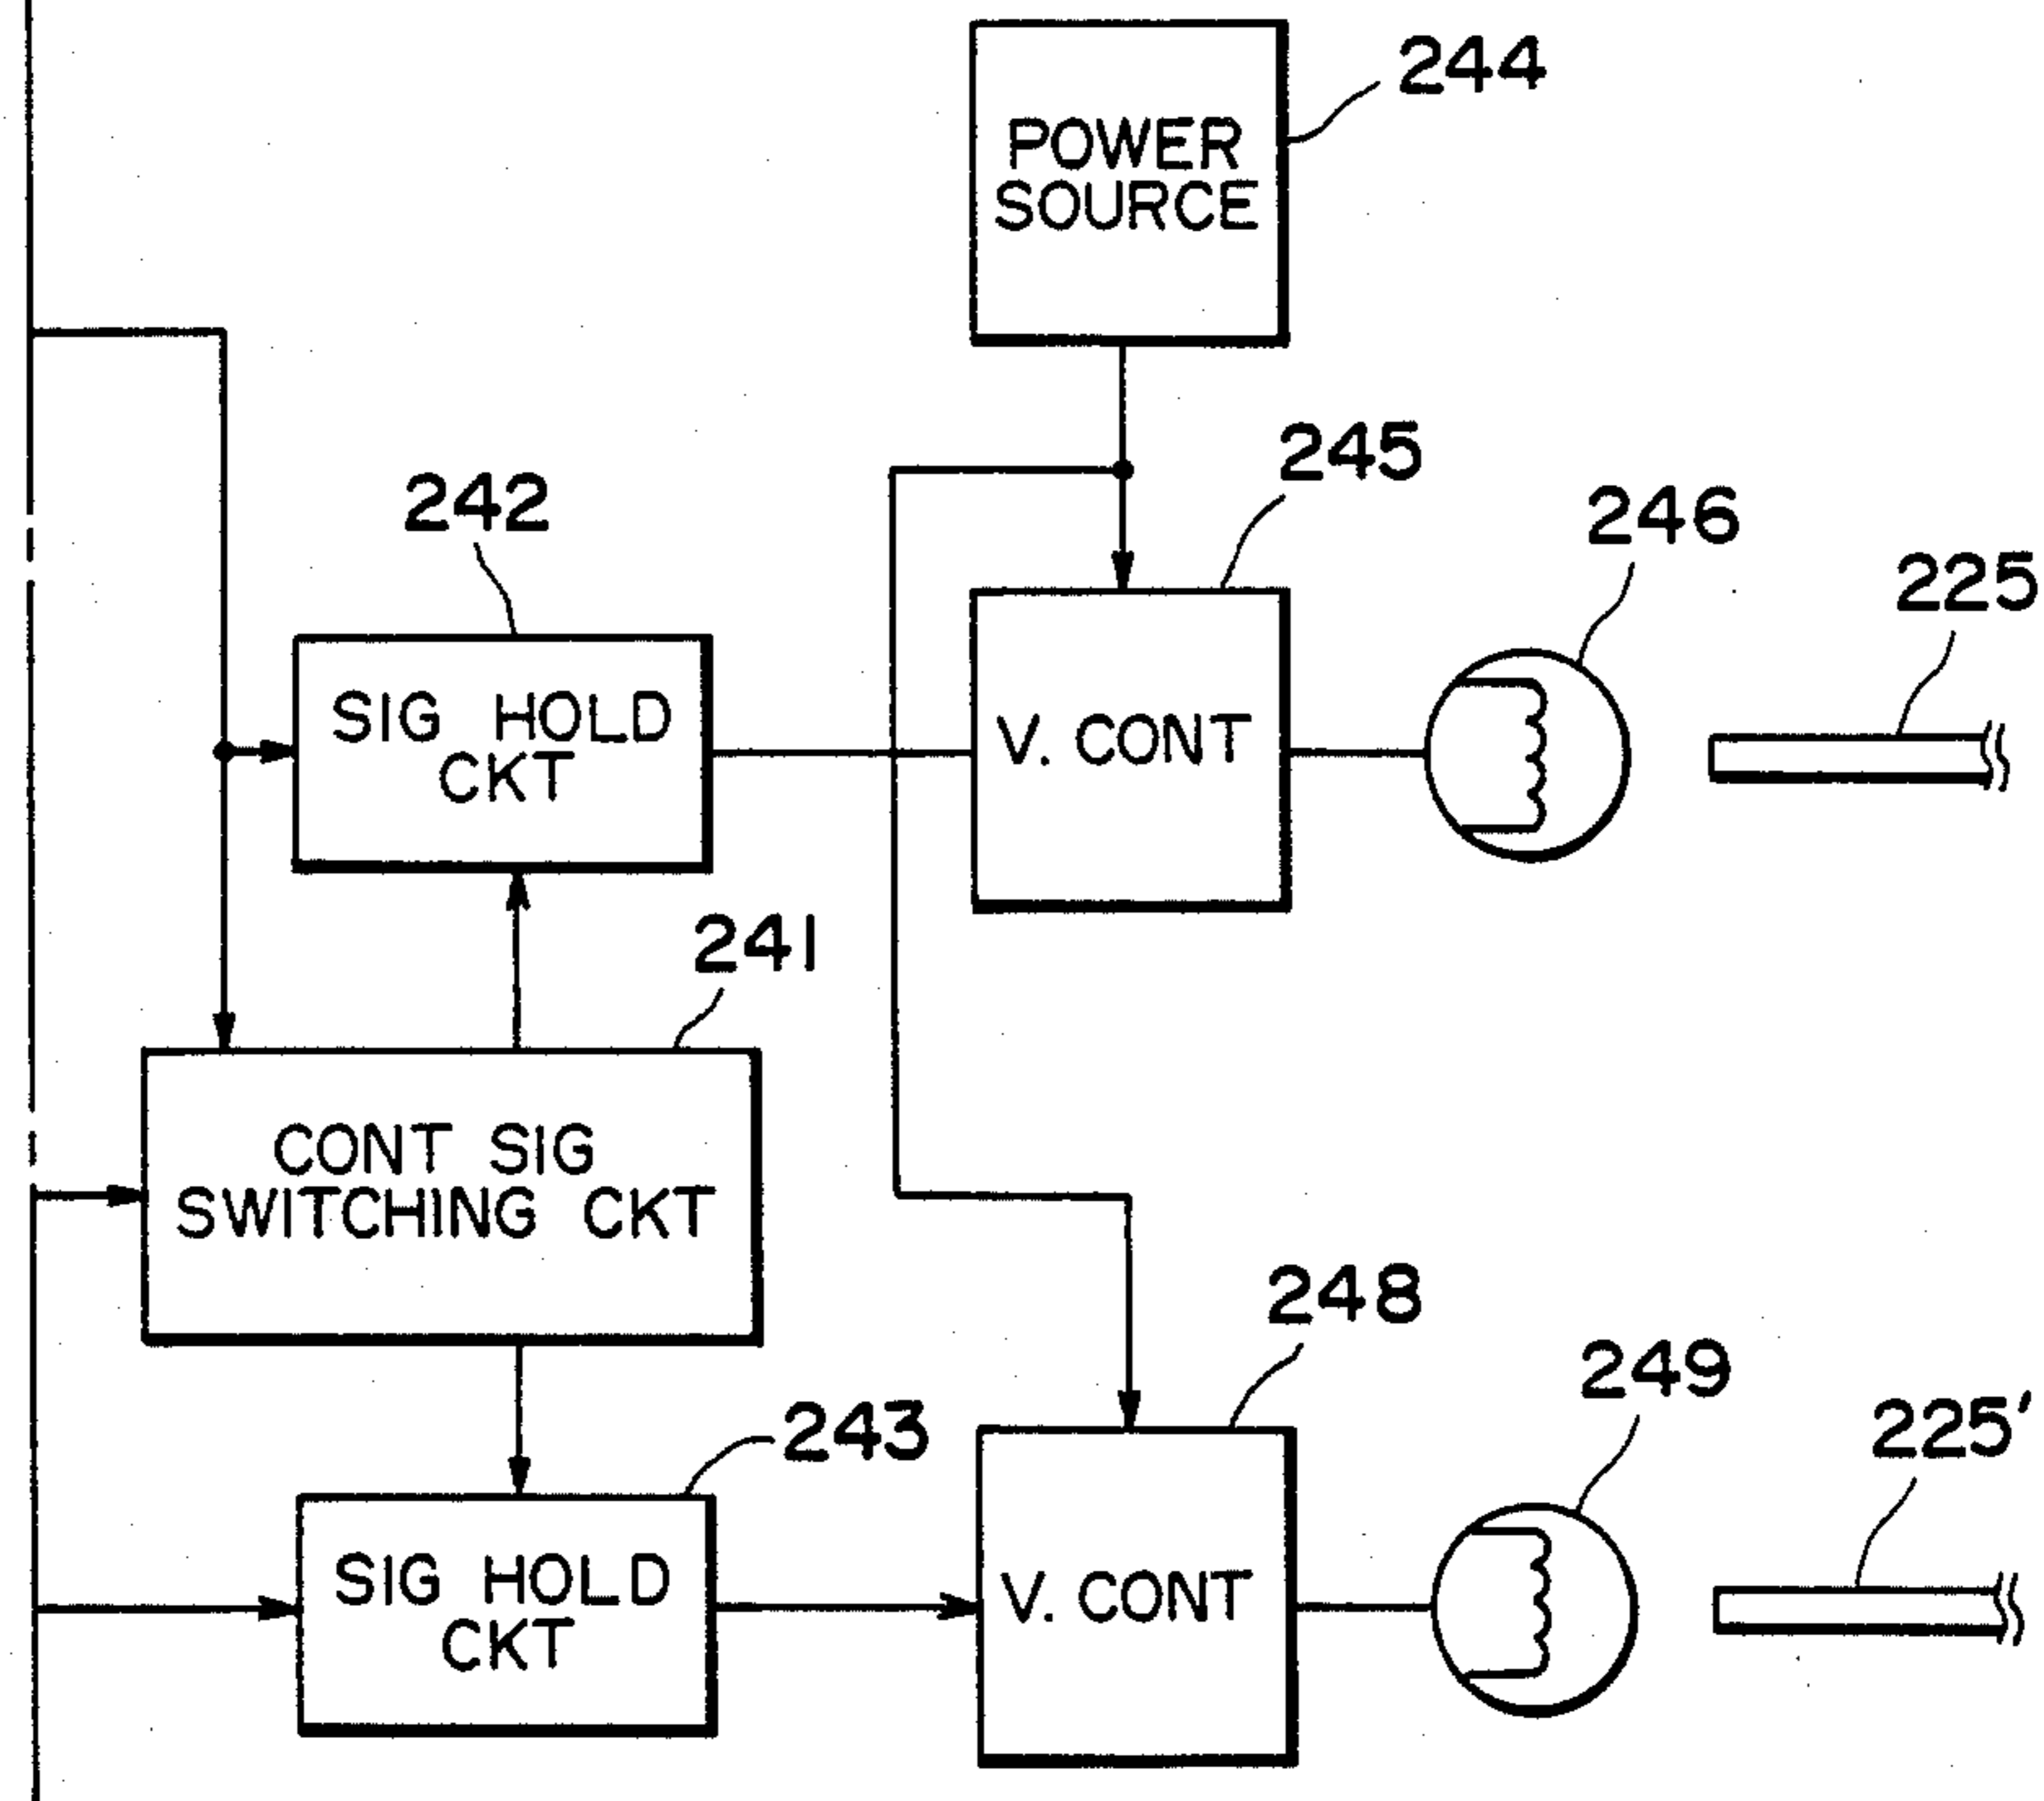 244
POWER
SOURCE
245
242
246
225
SIG HOLD
CKT
V. CONT
241
CONT SIG
SWITCHING CKT
248
249
243
225'
SIG HOLD
CKT
V. CONT